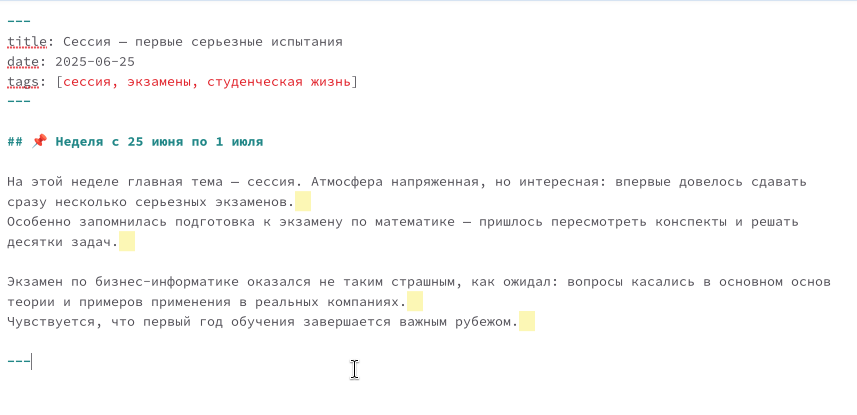 ---
title: Сессия — первые серьезные испытания
date: 2025-06-25
tags: [сессия, экзамены, студенческая жизнь]
---
## 📌 Неделя с 25 июня по 1 июля
На этой неделе главная тема — сессия. Атмосфера напряженная, но интересная: впервые довелось сдавать
сразу несколько серьезных экзаменов.
Особенно запомнилась подготовка к экзамену по математике — пришлось пересмотреть конспекты и решать
десятки задач.
Экзамен по бизнес-информатике оказался не таким страшным, как ожидал: вопросы касались в основном основ
теории и примеров применения в реальных компаниях.
Чувствуется, что первый год обучения завершается важным рубежом.
---